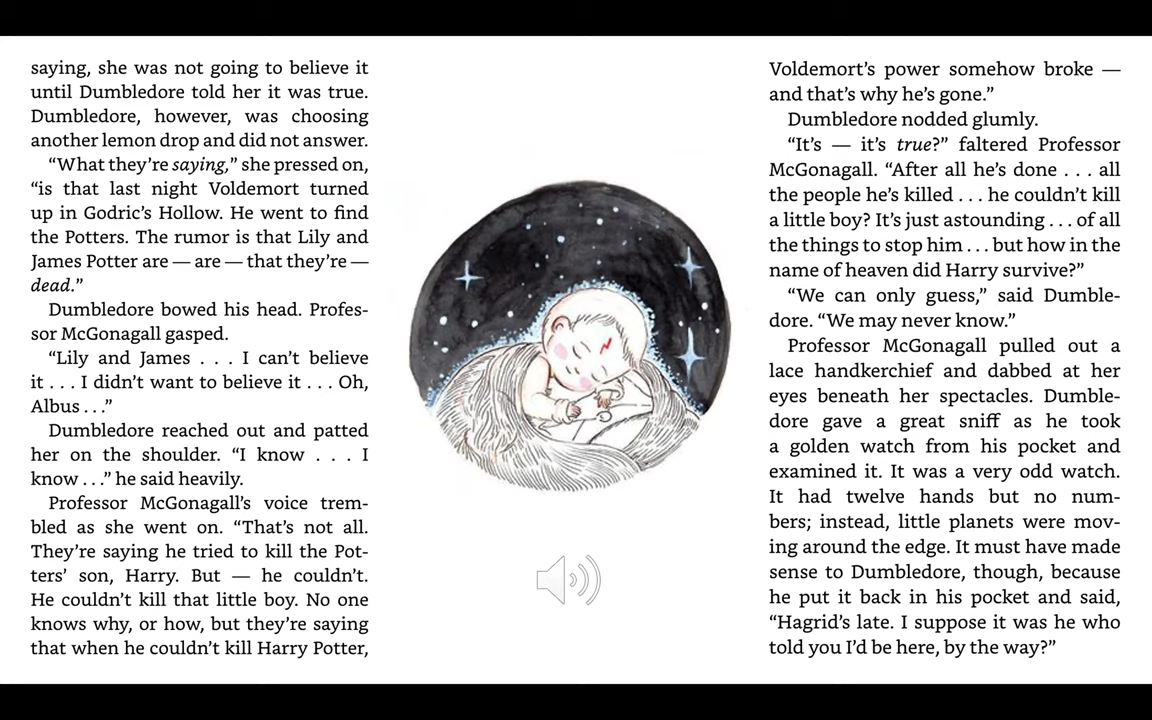 saying, she was not going to believe it
until Dumbledore told her it was true.
Dumbledore, however, was choosing
another lemon drop and did not answer.
“What they’re saying,” she pressed on,
“is that last night Voldemort turned
up in Godric’s Hollow. He went to find
the Potters. The rumor is that Lily and
James Potter are — are — that they’re —
dead.”
Dumbledore bowed his head. Profes-
sor McGonagall gasped.
“Lily and James . . . I can’t believe
it . . . I didn’t want to believe it . . . Oh,
Albus . . .”
Dumbledore reached out and patted
her on the shoulder. “I know . . . I
know . . .” he said heavily.
Professor McGonagall’s voice trem-
bled as she went on. “That’s not all.
They’re saying he tried to kill the Pot-
ters’ son, Harry. But — he couldn’t.
He couldn’t kill that little boy. No one
knows why, or how, but they’re saying
that when he couldn’t kill Harry Potter,
Voldemort’s power somehow broke —
and that’s why he’s gone.”
Dumbledore nodded glumly.
“It’s — it’s true?” faltered Professor
McGonagall. “After all he’s done . . . all
the people he’s killed . . . he couldn’t kill
a little boy? It’s just astounding . . . of all
the things to stop him . . . but how in the
name of heaven did Harry survive?”
“We can only guess,” said Dumble-
dore. “We may never know.”
Professor McGonagall pulled out a
lace handkerchief and dabbed at her
eyes beneath her spectacles. Dumble-
dore gave a great sniff as he took
a golden watch from his pocket and
examined it. It was a very odd watch.
It had twelve hands but no num-
bers; instead, little planets were mov-
ing around the edge. It must have made
sense to Dumbledore, though, because
he put it back in his pocket and said,
“Hagrid’s late. I suppose it was he who
told you I’d be here, by the way?”